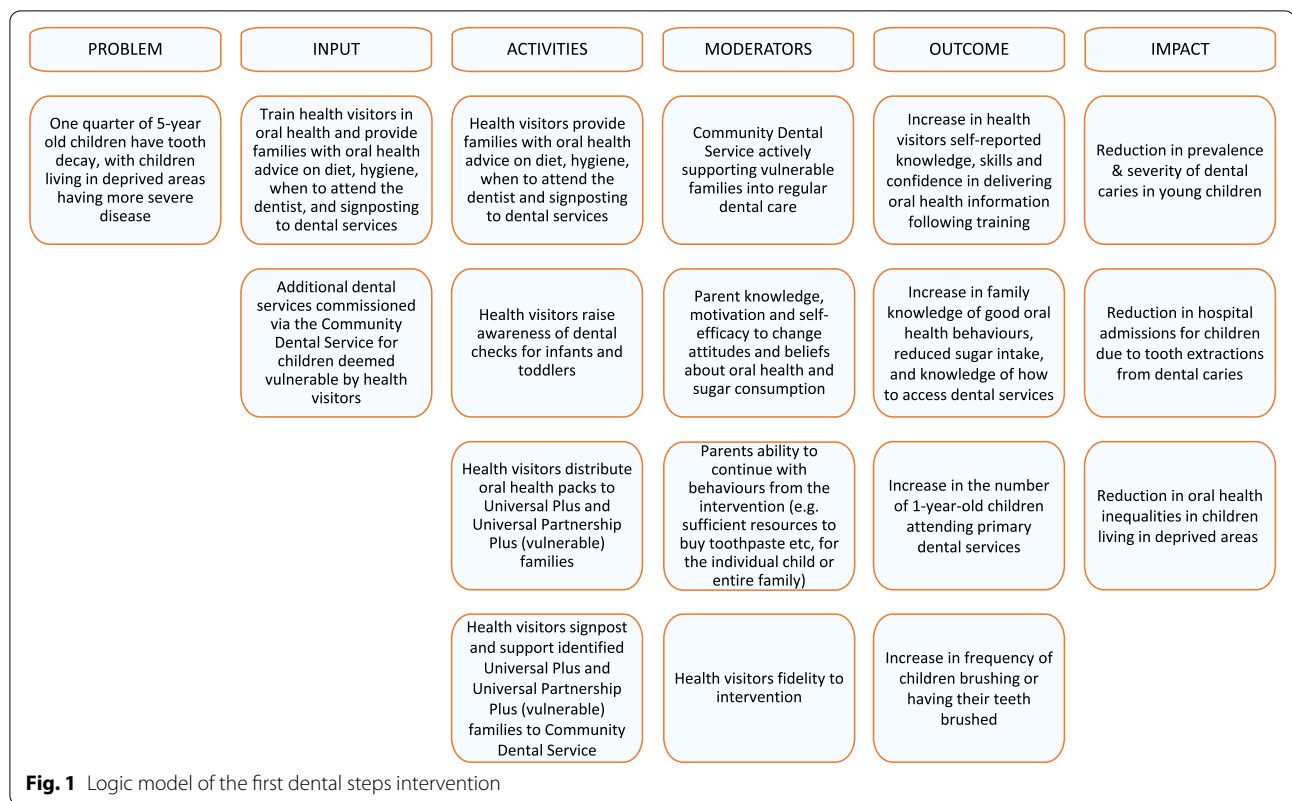 PROBLEM
INPUT
ACTIVITIES
MODERATORS
OUTCOME
IMPACT
One quarter of 5-year
old children have tooth
decay, with children
living in deprived areas
having more severe
disease
Train health visitors in
oral health and provide
families with oral health
advice on diet, hygiene,
when to attend the
dentist, and signposting
to dental services
Health visitors provide
families with oral health
advice on diet, hygiene,
when to attend the
dentist and signposting
to dental services
Community Dental
Service actively
supporting vulnerable
families into regular
dental care
Increase in health
visitors self-reported
knowledge, skills and
confidence in delivering
oral health information
following training
Reduction in prevalence
& severity of dental
caries in young children
Additional dental
services commissioned
via the Community
Dental Service for
children deemed
vulnerable by health
visitors
Health visitors raise
awareness of dental
checks for infants and
toddlers
Parent knowledge,
motivation and self-
efficacy to change
attitudes and beliefs
about oral health and
sugar consumption
Increase in family
knowledge of good oral
health behaviours,
reduced sugar intake,
and knowledge of how
to access dental services
Reduction in hospital
admissions for children
due to tooth extractions
from dental caries
Health visitors distribute
oral health packs to
Universal Plus and
Universal Partnership
Plus (vulnerable)
families
Parents ability to
continue with
behaviours from the
intervention (e.g.
sufficient resources to
buy toothpaste etc, for
the individual child or
entire family)
Increase in the number
of 1-year-old children
attending primary
dental services
Reduction in oral health
inequalities in children
living in deprived areas
Health visitors signpost
and support identified
Universal Plus and
Universal Partnership
Plus (vulnerable)
families to Community
Dental Service
Health visitors fidelity to
intervention
Increase in frequency of
children brushing or
having their teeth
brushed
Fig. 1 Logic model of the first dental steps intervention